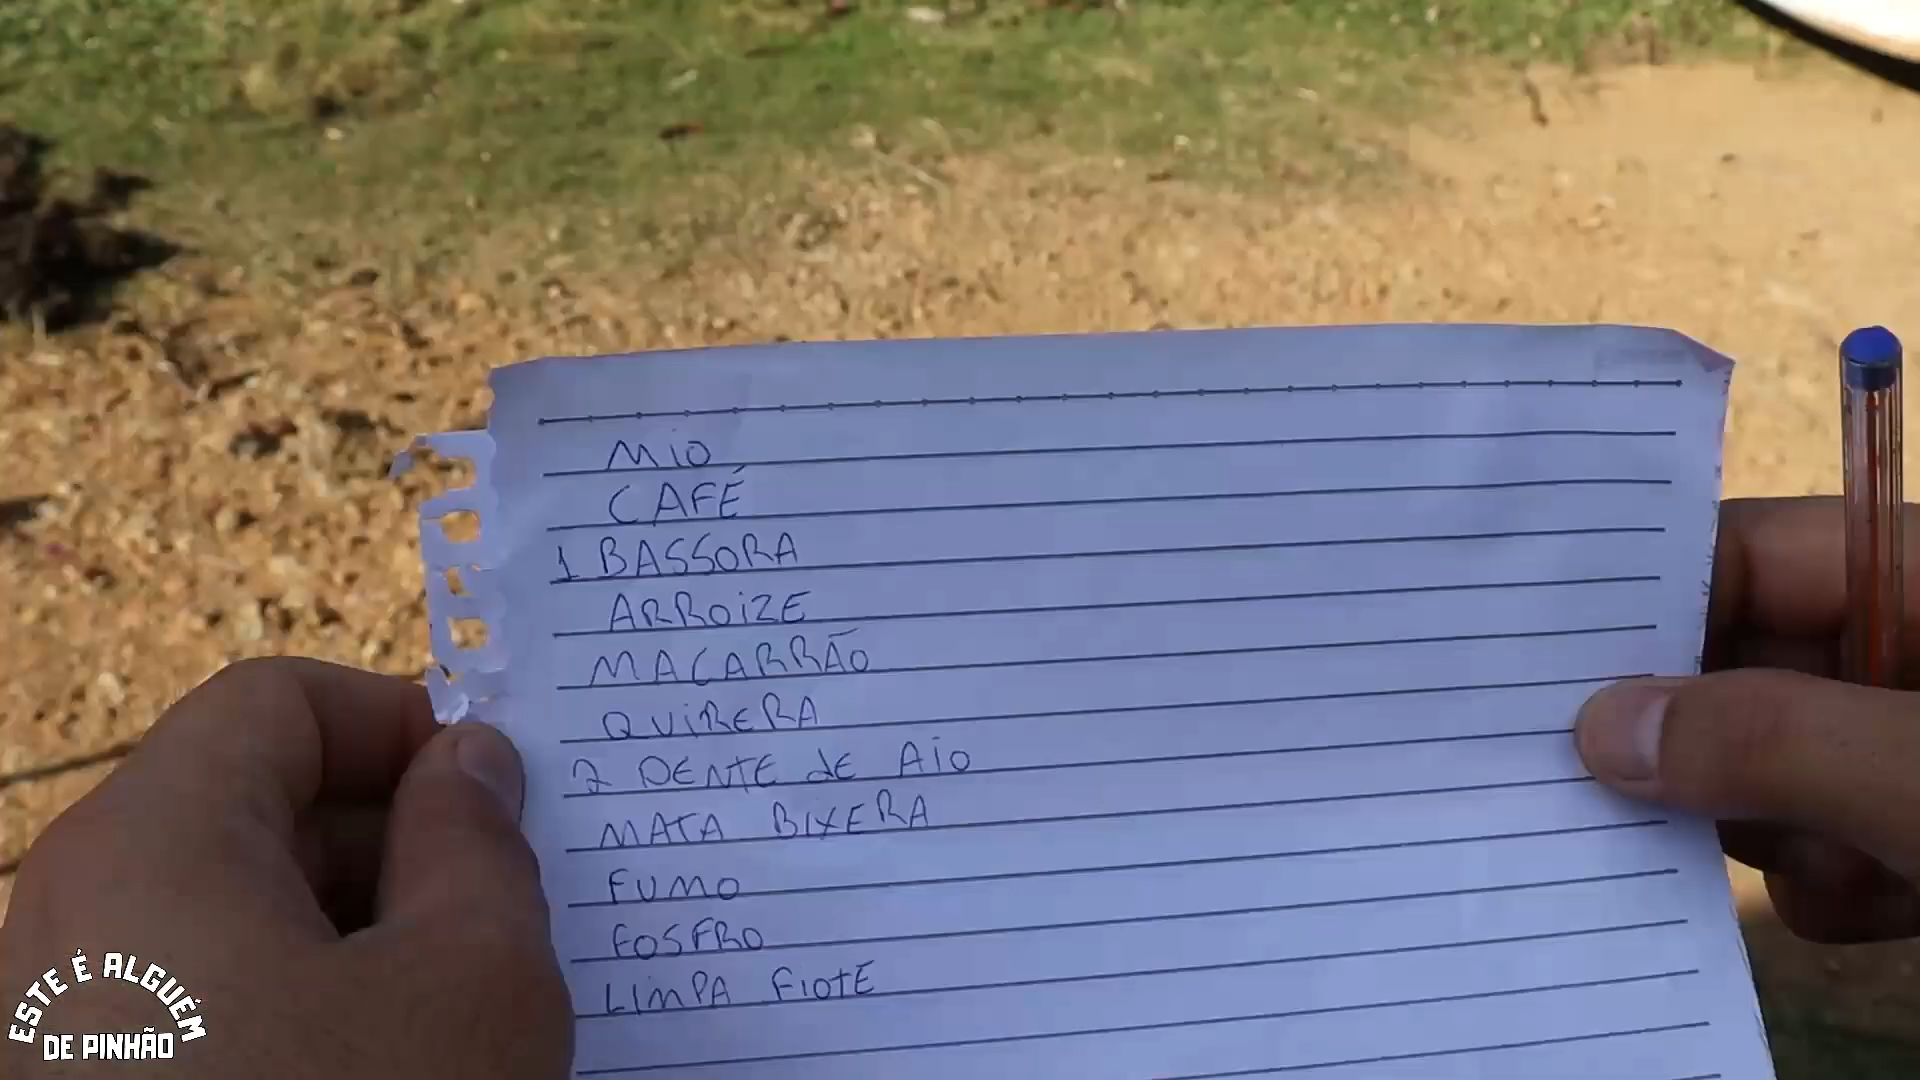 MiO
CAFÉ
1 BASSORA
ARROiZE
MACARRÃO
QUiRERA
2 DENTE dE AiO
MATA BIXERA
FUMO
FOSFRO
LiMPA FiOtE
ESTE É ALGUÉM
DE PINHÃO